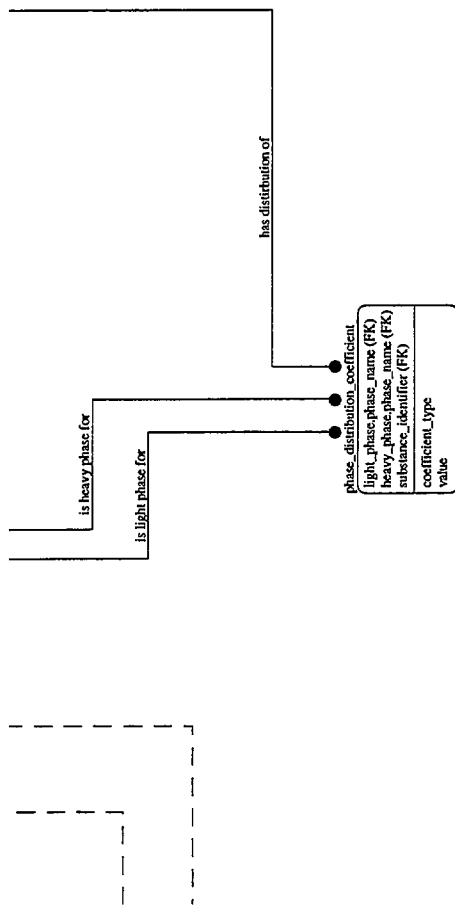 has distirbution of
is heavy phase for
is light phase for
phase_distribution_coefficient
light_phase.phase_name (FK)
heavy_phase.phase_name (FK)
substance_identifier (FK)
coefficient_type
value